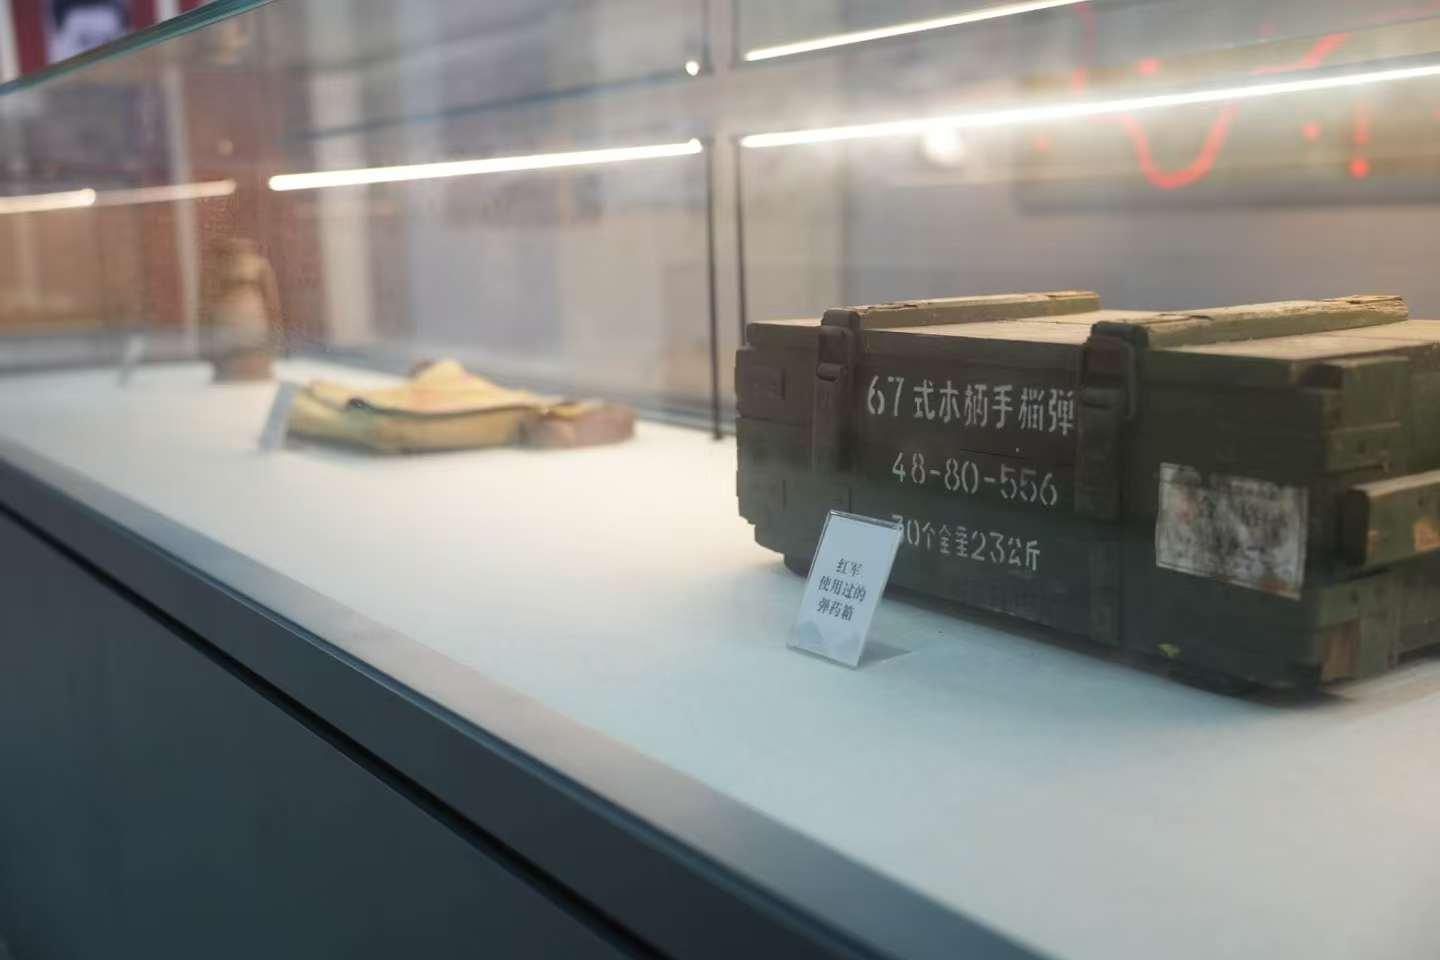 67式木柄手榴弹
48-80-556
30个全重23公斤
红军
使用过的
弹药箱